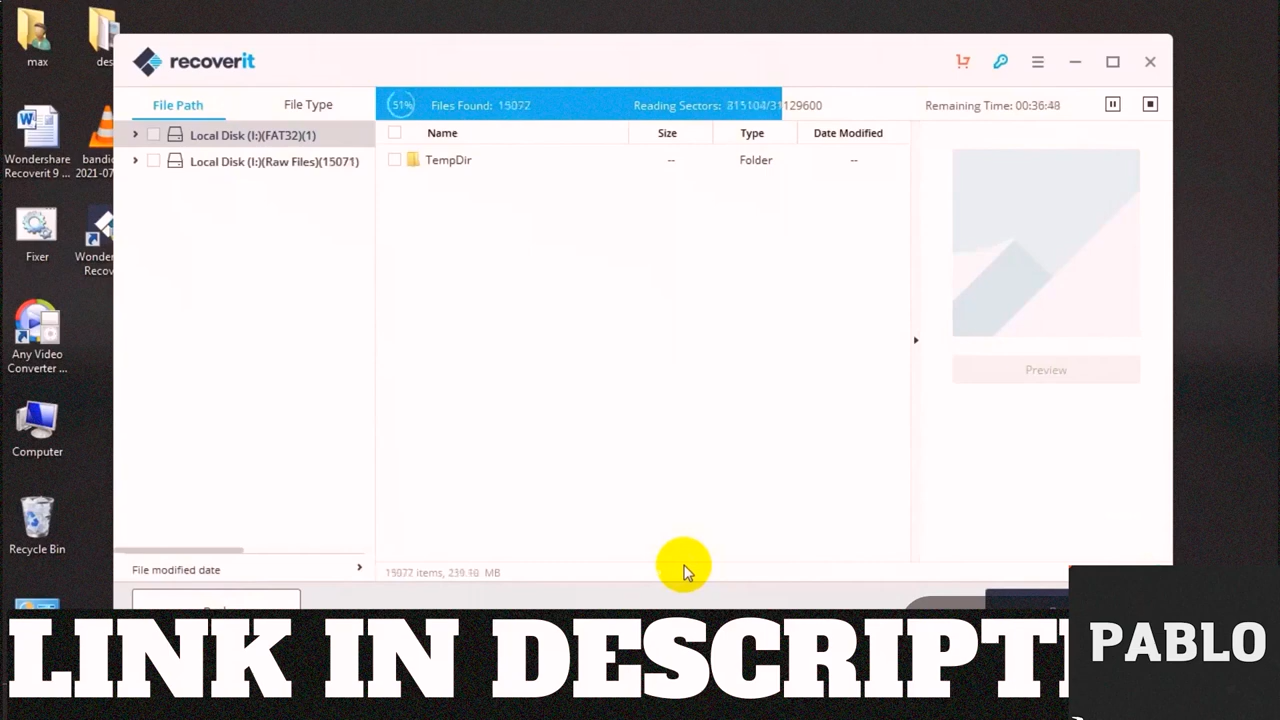 max
des
Wondershare
Recoverit 9 ...
bandic
2021-07
Fixer
Wonder
Recov
Any Video
Converter ...
Computer
Recycle Bin
recoverit
File Path
File Type
51%
Files Found: 15072
Reading Sectors: 315104/31129600
Remaining Time: 00:36:48
Local Disk (I:)(FAT32)(1)
Local Disk (I:)(Raw Files)(15071)
Name
Size
Type
Date Modified
TempDir
--
Folder
--
Preview
File modified date
15072 items, 239.10 MB
LINK IN DESCRIPTI
PABLO